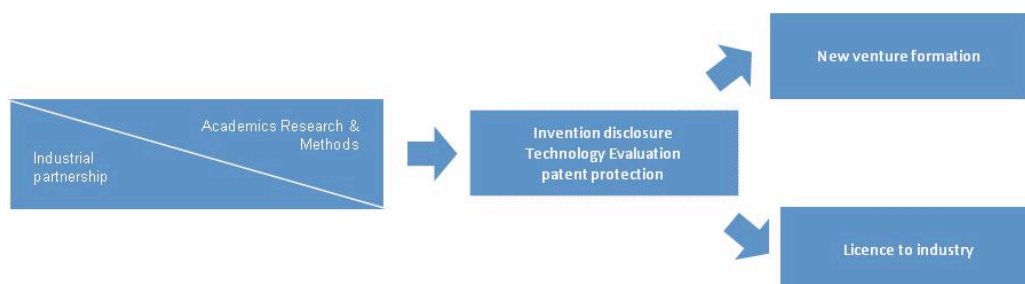 Academics Research &
Methods
Industrial
partnership
Invention disclosure
Technology Evaluation
patent protection
New venture formation
Licence to industry